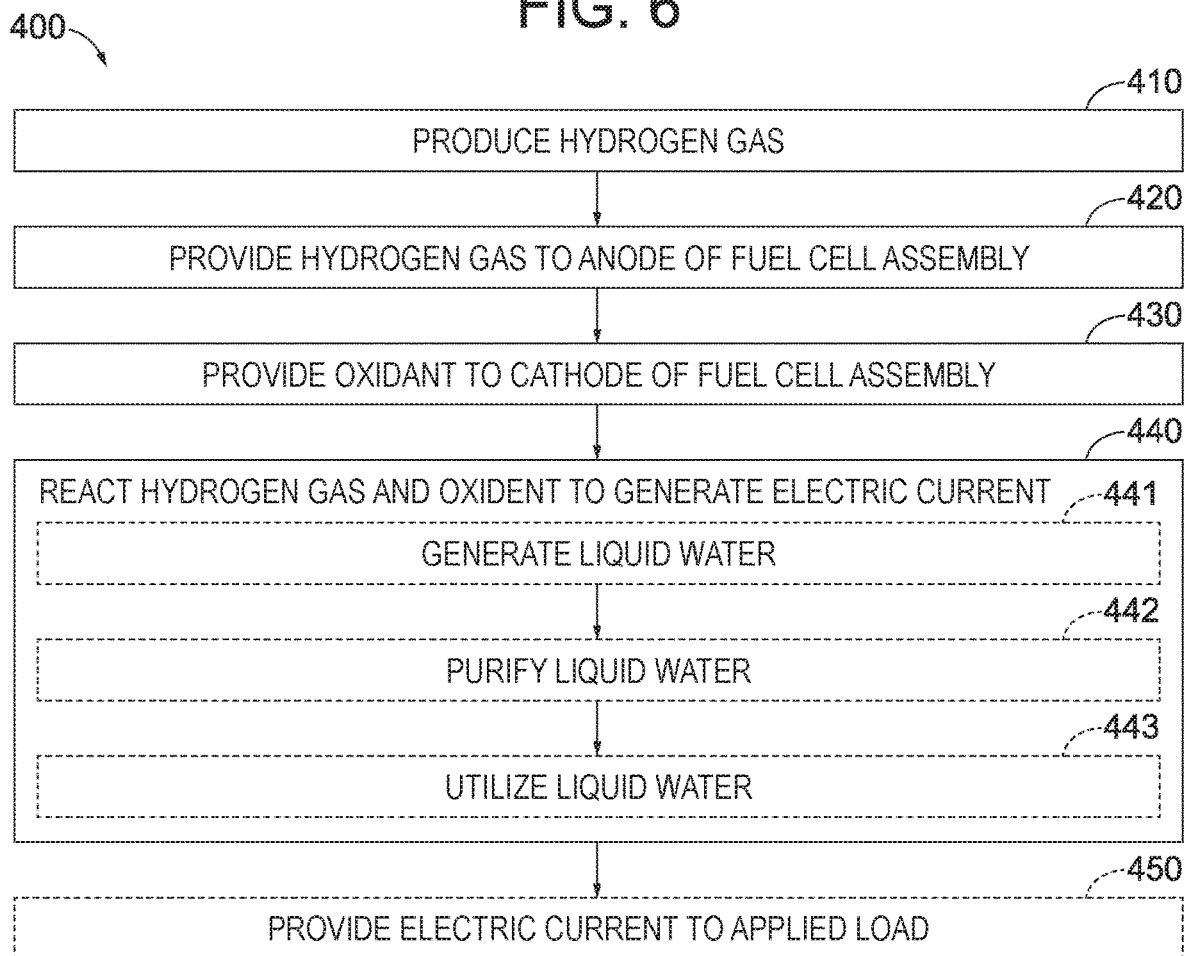 FIG. 6
400
410
PRODUCE HYDROGEN GAS
420
PROVIDE HYDROGEN GAS TO ANODE OF FUEL CELL ASSEMBLY
430
PROVIDE OXIDANT TO CATHODE OF FUEL CELL ASSEMBLY
440
REACT HYDROGEN GAS AND OXIDENT TO GENERATE ELECTRIC CURRENT
441
GENERATE LIQUID WATER
442
PURIFY LIQUID WATER
443
UTILIZE LIQUID WATER
450
PROVIDE ELECTRIC CURRENT TO APPLIED LOAD